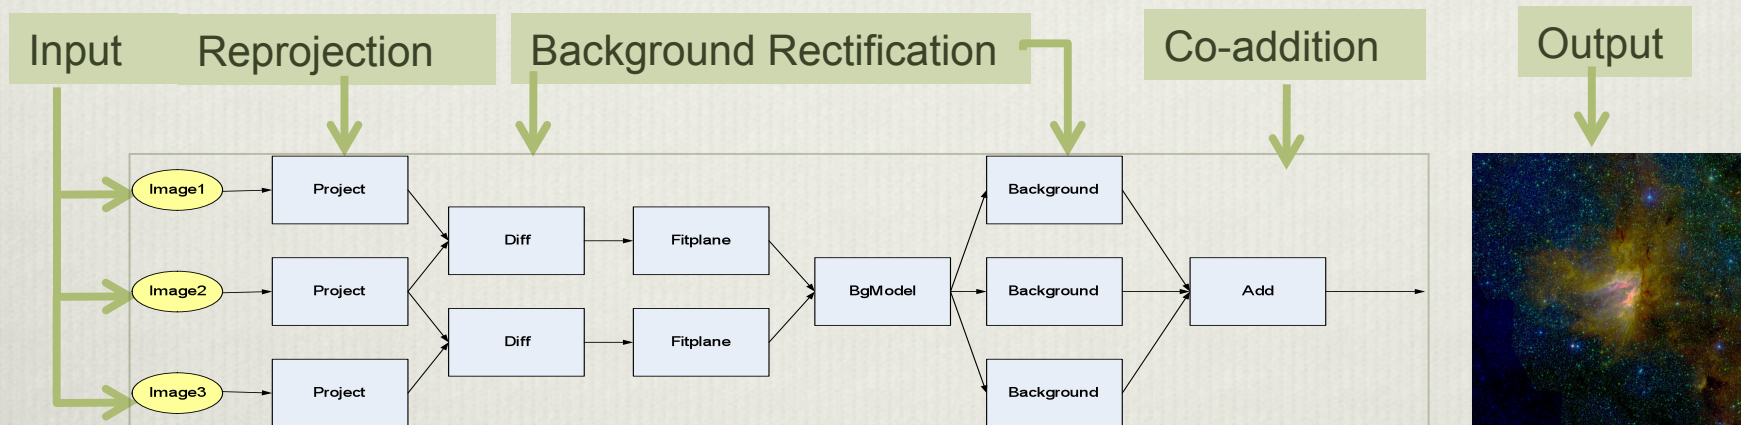 Input
Reprojection
Background Rectification
Co-addition
Output
Image1
Project
Background
Diff
Fitplane
Image2
Project
BgModel
Background
Add
Diff
Fitplane
Image3
Project
Background